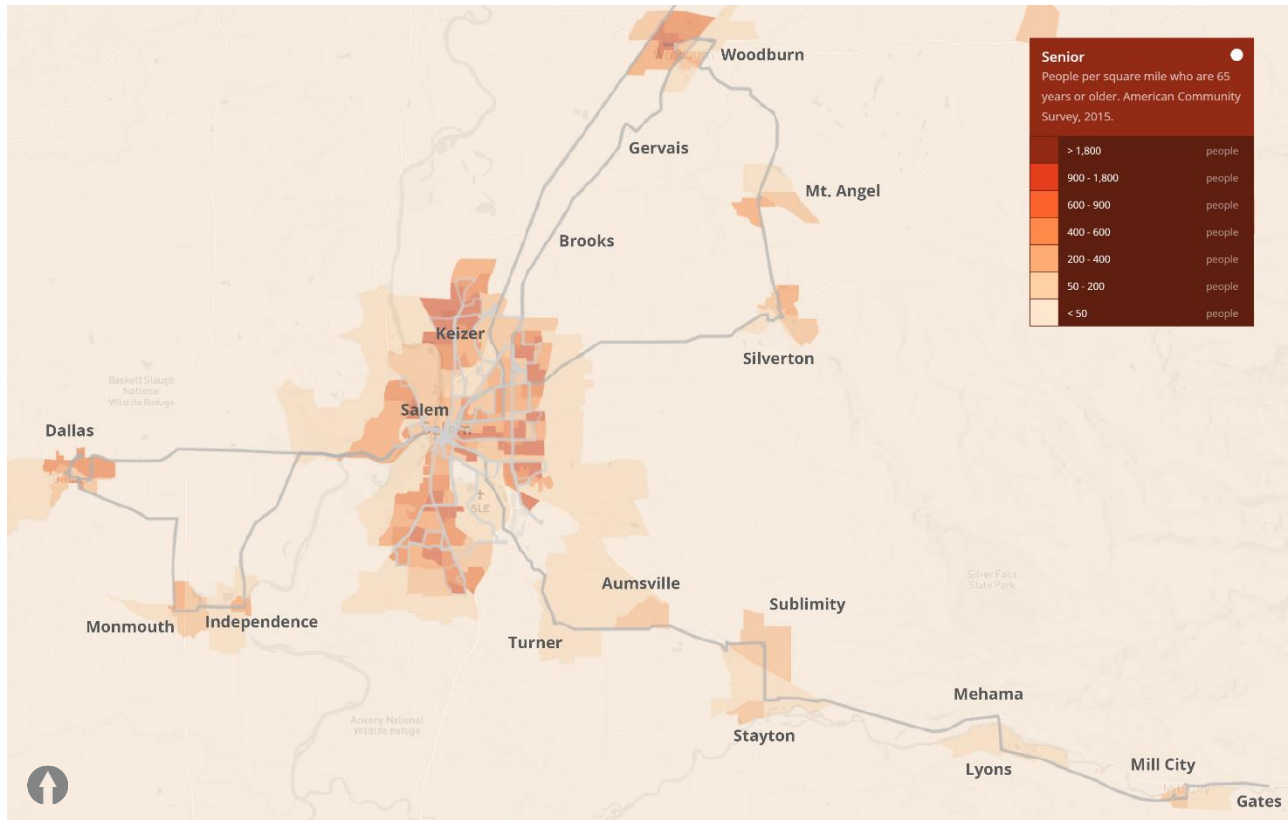 Woodburn
Senior
People per square mile who are 65
years or older. American Community
Survey, 2015.
> 1,800 people
900 - 1,800 people
600 - 900 people
400 - 600 people
200 - 400 people
50 - 200 people
< 50 people
Gervais
Mt. Angel
Brooks
Keizer
Silverton
Baskett Slough
National
Wildlife Refuge
Salem
Salem
Dallas
SLE
Aumsville
Silver Falls
State Park
Sublimity
Monmouth
Independence
Turner
Mehama
Ankeny National
Wildlife Refuge
Stayton
Lyons
Mill City
Gates